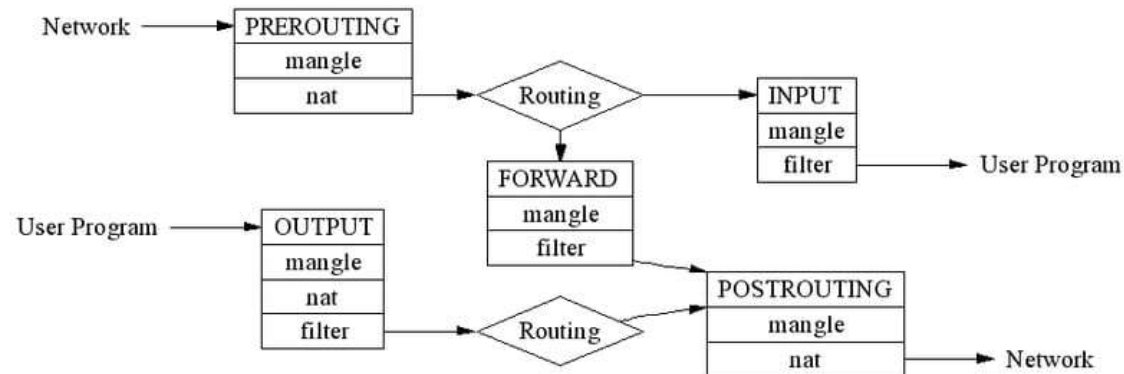 Network
PREROUTING
mangle
nat
Routing
INPUT
mangle
filter
User Program
FORWARD
mangle
filter
User Program
OUTPUT
mangle
nat
filter
Routing
POSTROUTING
mangle
nat
Network